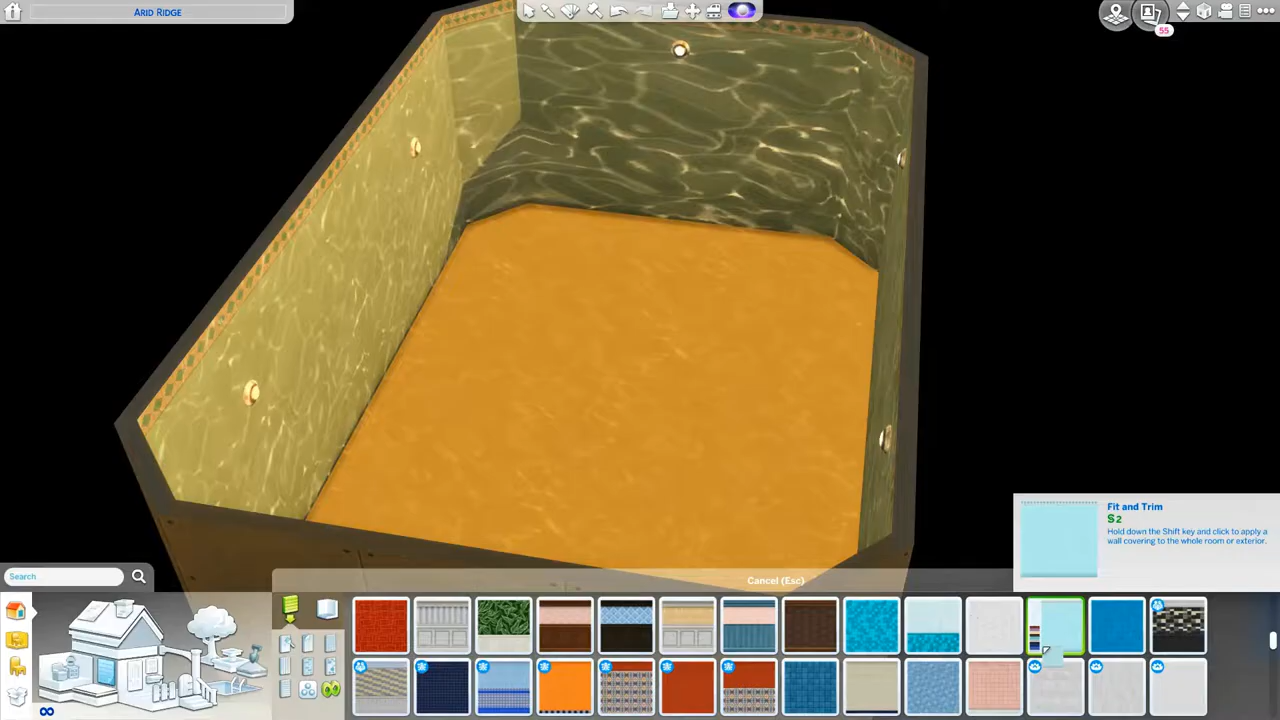 ARID RIDGE
55
Fit and Trim
§2
Hold down the Shift key and click to apply a
wall covering to the whole room or exterior.
Search
Cancel (Esc)